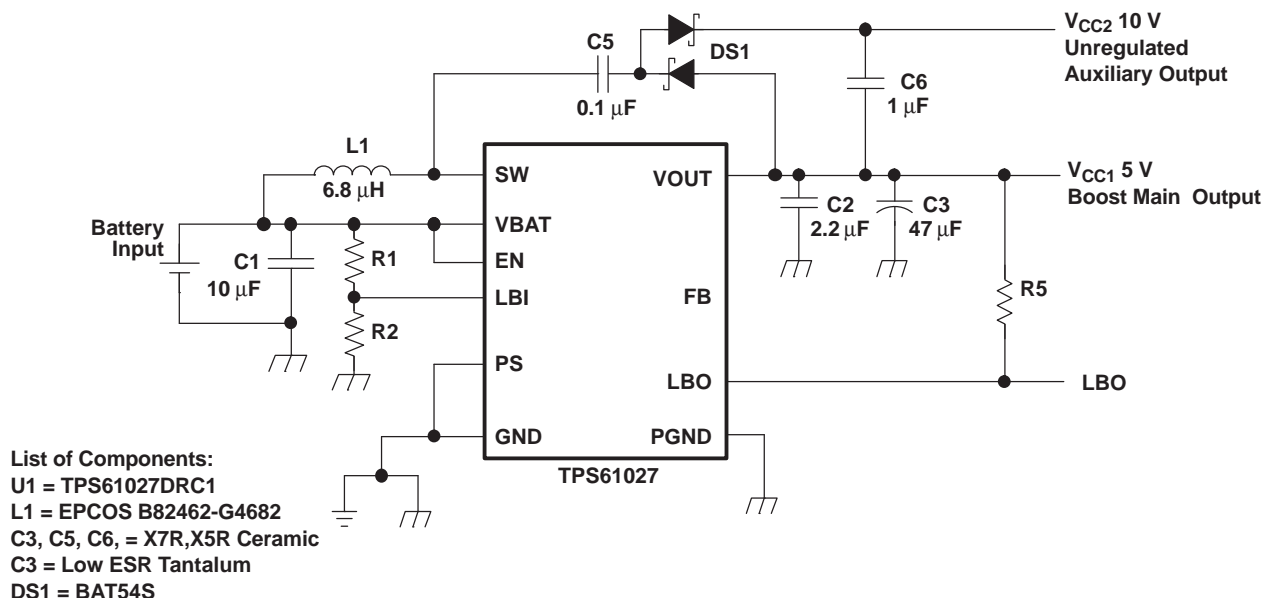 V_CC2 10 V
Unregulated
Auxiliary Output
C5
DS1
0.1 µF
C6
1 µF
L1
6.8 µH
SW
VOUT
V_CC1 5 V
Boost Main Output
Battery
Input
VBAT
C2
2.2 µF
C3
47 µF
C1
10 µF
R1
EN
LBI
FB
R5
R2
PS
LBO
LBO
GND
PGND
TPS61027
List of Components:
U1 = TPS61027DRC1
L1 = EPCOS B82462-G4682
C3, C5, C6, = X7R,X5R Ceramic
C3 = Low ESR Tantalum
DS1 = BAT54S